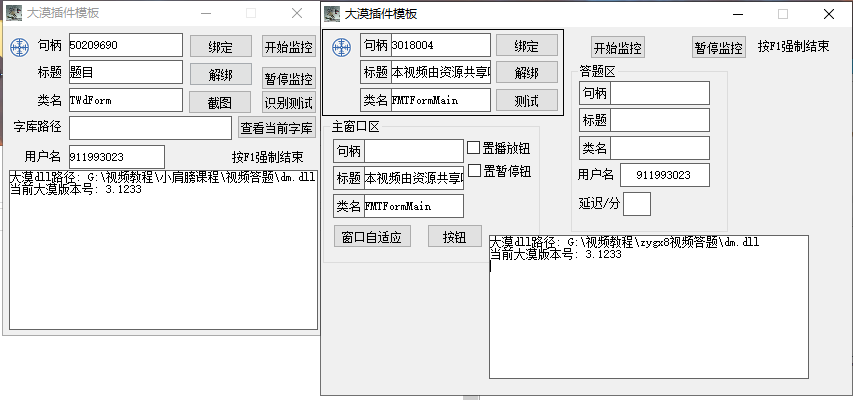 大漠插件模板
句柄 50209690 绑定 开始监控
标题 题目 解绑 暂停监控
类名 TWdForm 截图 识别测试
字库路径 查看当前字库
用户名 911993023 按F1强制结束
大漠dll路径: G:\视频教程\小肩膀课程\视频答题\dm.dll
当前大漠版本号: 3.1233
大漠插件模板
句柄 3018004 绑定
标题 本视频由资源共享
解绑
类名 FMTFormMain 测试
开始监控 暂停监控 按F1强制结束
主窗口区
句柄 置播放钮
标题 本视频由资源共享
置暂停钮
类名 FMTFormMain
窗口自适应 按钮
答题区
句柄
标题
类名
用户名 911993023
延迟/分
大漠dll路径: G:\视频教程\zygx8视频答题\dm.dll
当前大漠版本号: 3.1233